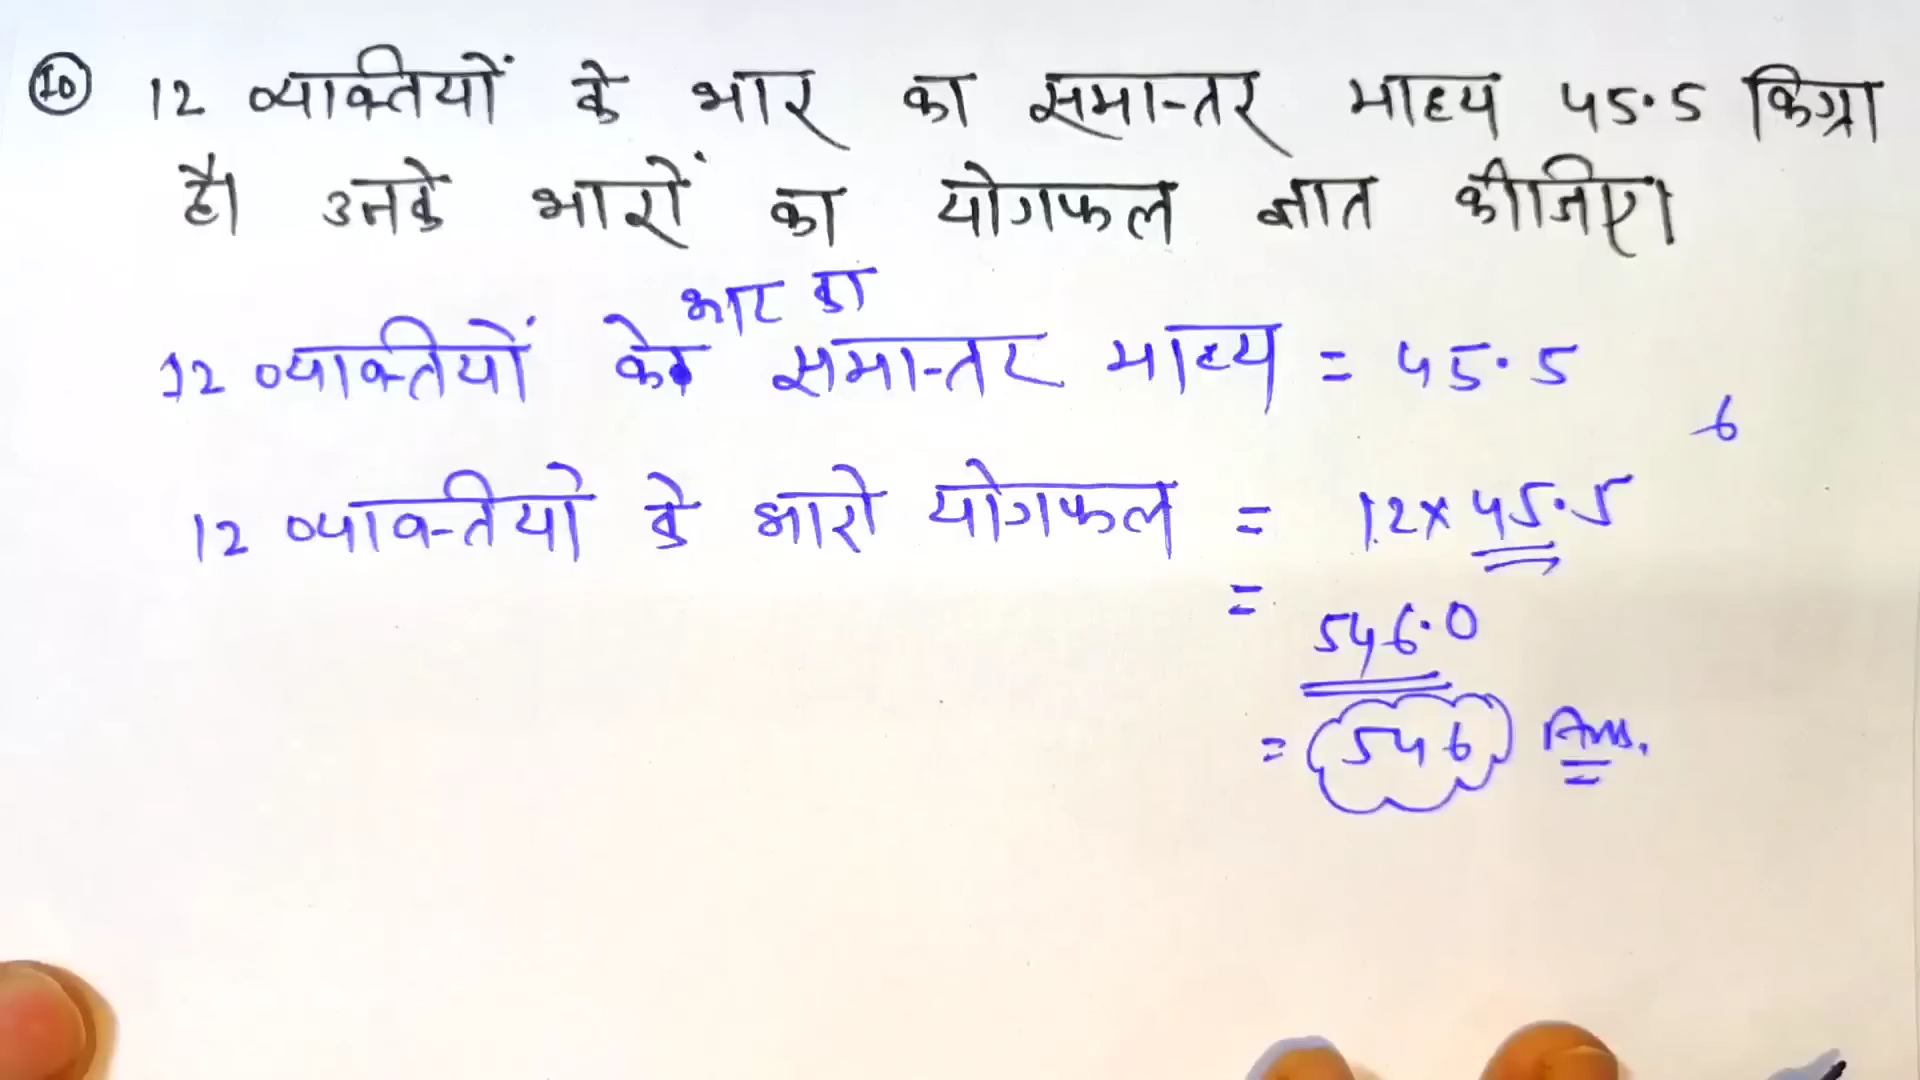 10 12 व्यक्तियों के भार का समान्तर माध्य 45.5 किग्रा
है। उनके भारों का योगफल ज्ञात कीजिए।
भार का
12 व्यक्तियों के समान्तर माध्य = 45.5
6
12 व्यक्तियो के भारो योगफल = 12 × 45.5
= 546.0
= 546 Ans.